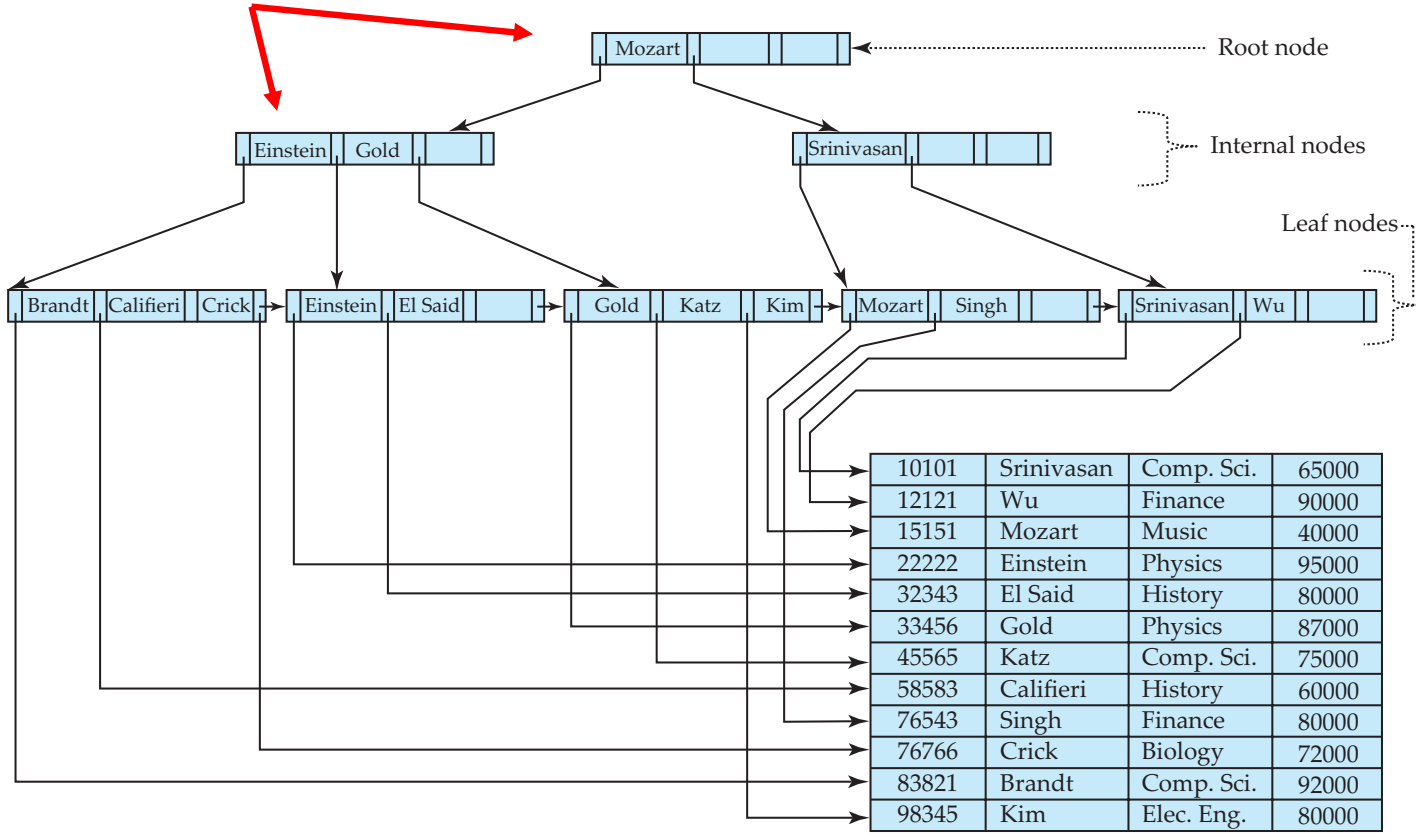 Mozart
Root node
Einstein Gold
Srinivasan
Internal nodes
Leaf nodes
Brandt Califieri Crick
Einstein El Said
Gold Katz Kim
Mozart Singh
Srinivasan Wu
10101 Srinivasan Comp. Sci. 65000
12121 Wu Finance 90000
15151 Mozart Music 40000
22222 Einstein Physics 95000
32343 El Said History 80000
33456 Gold Physics 87000
45565 Katz Comp. Sci. 75000
58583 Califieri History 60000
76543 Singh Finance 80000
76766 Crick Biology 72000
83821 Brandt Comp. Sci. 92000
98345 Kim Elec. Eng. 80000